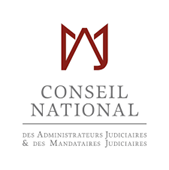 CONSEIL
NATIONAL
DES ADMINISTRATEURS JUDICIAIRES
& DES MANDATAIRES JUDICIAIRES